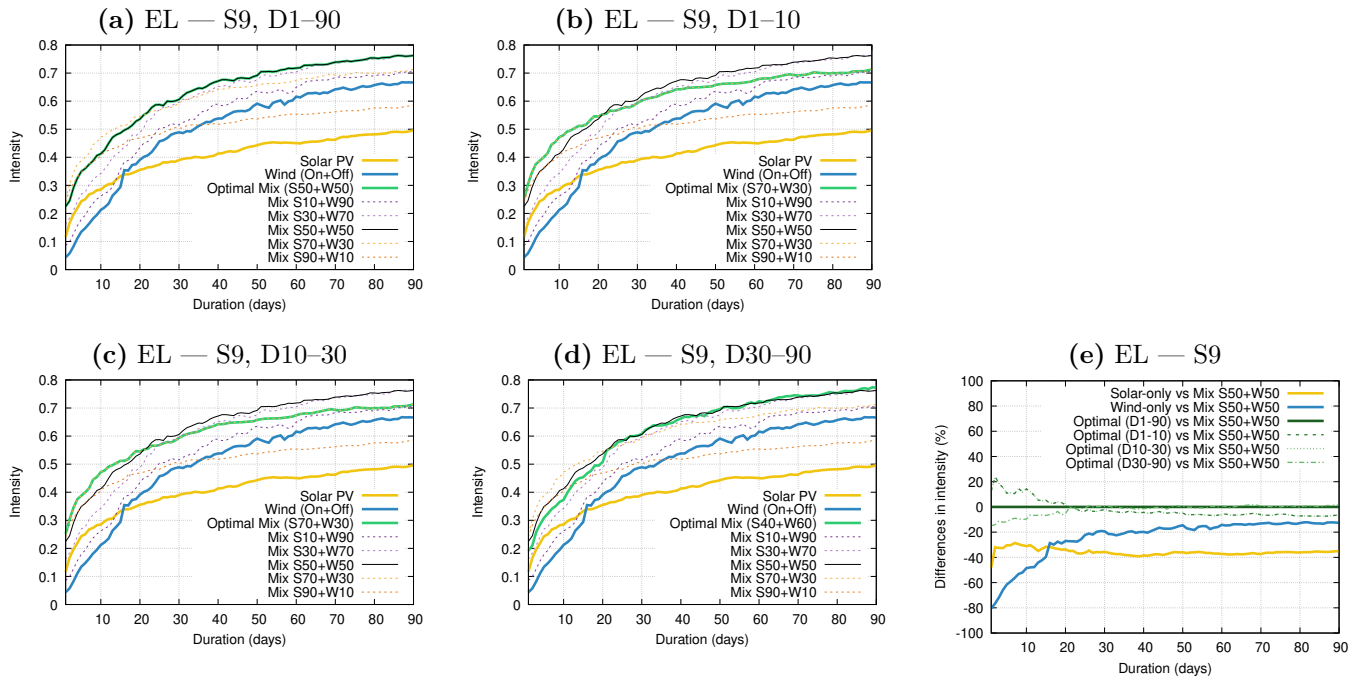 (a) EL — S9, D1–90
0.8
0.7
0.6
0.5
0.4
0.3
0.2
0.1
0
Intensity
Solar PV
Wind (On+Off)
Optimal Mix (S50+W50)
Mix S10+W90
Mix S30+W70
Mix S50+W50
Mix S70+W30
Mix S90+W10
10 20 30 40 50 60 70 80 90
Duration (days)
(b) EL — S9, D1–10
0.8
0.7
0.6
0.5
0.4
0.3
0.2
0.1
0
Intensity
Solar PV
Wind (On+Off)
Optimal Mix (S70+W30)
Mix S10+W90
Mix S30+W70
Mix S50+W50
Mix S70+W30
Mix S90+W10
10 20 30 40 50 60 70 80 90
Duration (days)
(c) EL — S9, D10–30
0.8
0.7
0.6
0.5
0.4
0.3
0.2
0.1
0
Intensity
Solar PV
Wind (On+Off)
Optimal Mix (S70+W30)
Mix S10+W90
Mix S30+W70
Mix S50+W50
Mix S70+W30
Mix S90+W10
10 20 30 40 50 60 70 80 90
Duration (days)
(d) EL — S9, D30–90
0.8
0.7
0.6
0.5
0.4
0.3
0.2
0.1
0
Intensity
Solar PV
Wind (On+Off)
Optimal Mix (S40+W60)
Mix S10+W90
Mix S30+W70
Mix S50+W50
Mix S70+W30
Mix S90+W10
10 20 30 40 50 60 70 80 90
Duration (days)
(e) EL — S9
100
80
60
40
20
0
-20
-40
-60
-80
-100
Differences in intensity (%)
Solar-only vs Mix S50+W50
Wind-only vs Mix S50+W50
Optimal (D1-90) vs Mix S50+W50
Optimal (D1-10) vs Mix S50+W50
Optimal (D10-30) vs Mix S50+W50
Optimal (D30-90) vs Mix S50+W50
10 20 30 40 50 60 70 80 90
Duration (days)